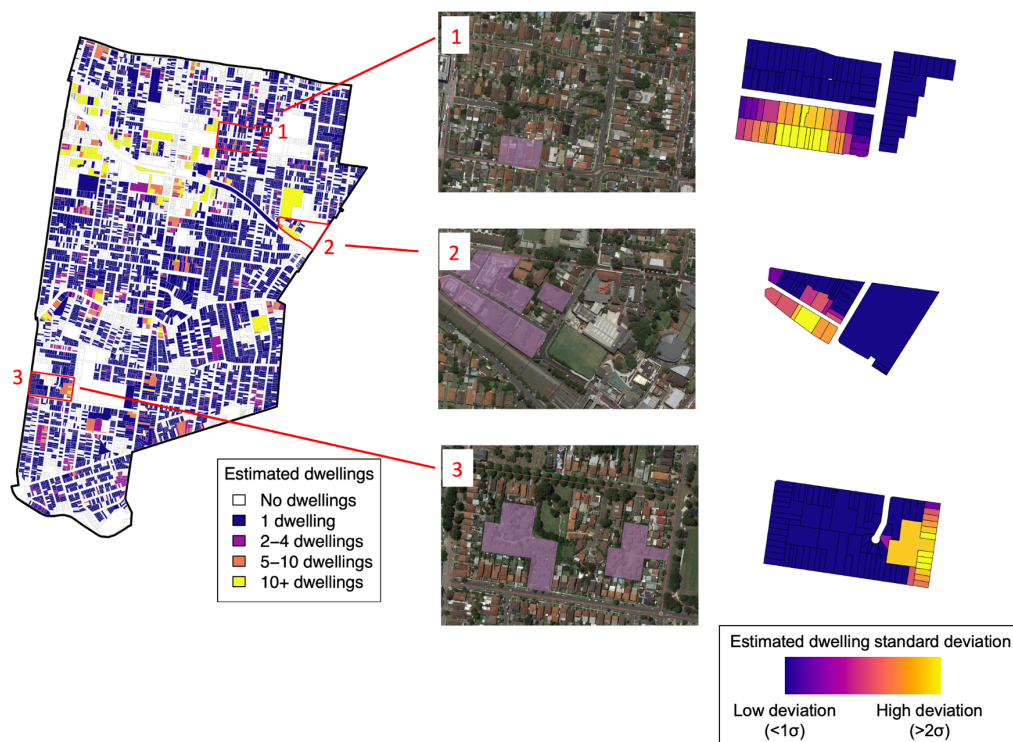 1
1
2
2
3
3
Estimated dwellings
No dwellings
1 dwelling
2–4 dwellings
5–10 dwellings
10+ dwellings
Estimated dwelling standard deviation
Low deviation
(<1σ)
High deviation
(>2σ)